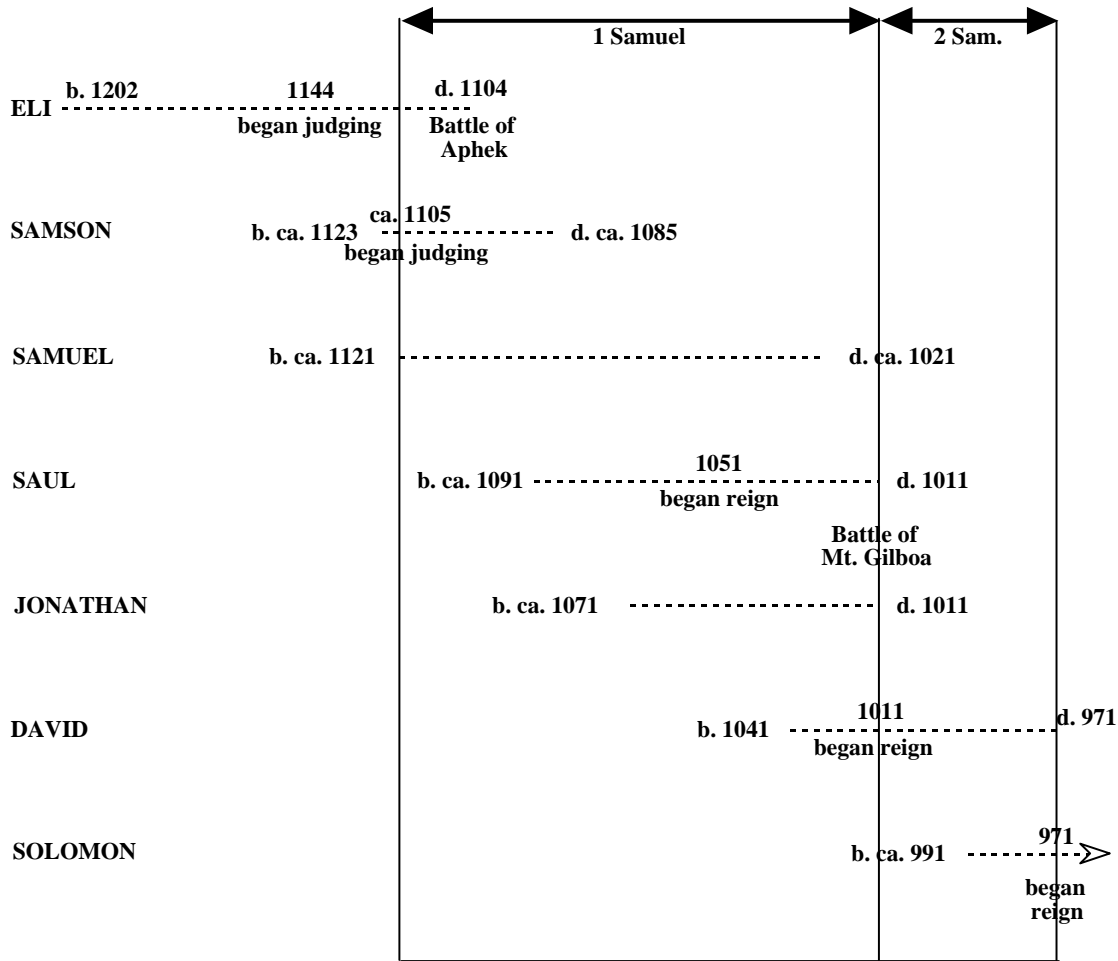 1 Samuel
2 Sam.
ELI
b. 1202
1144
began judging
d. 1104
Battle of
Aphek
SAMSON
b. ca. 1123
ca. 1105
began judging
d. ca. 1085
SAMUEL
b. ca. 1121
d. ca. 1021
SAUL
b. ca. 1091
1051
began reign
d. 1011
Battle of
Mt. Gilboa
JONATHAN
b. ca. 1071
d. 1011
DAVID
b. 1041
1011
began reign
d. 971
SOLOMON
b. ca. 991
971
began
reign